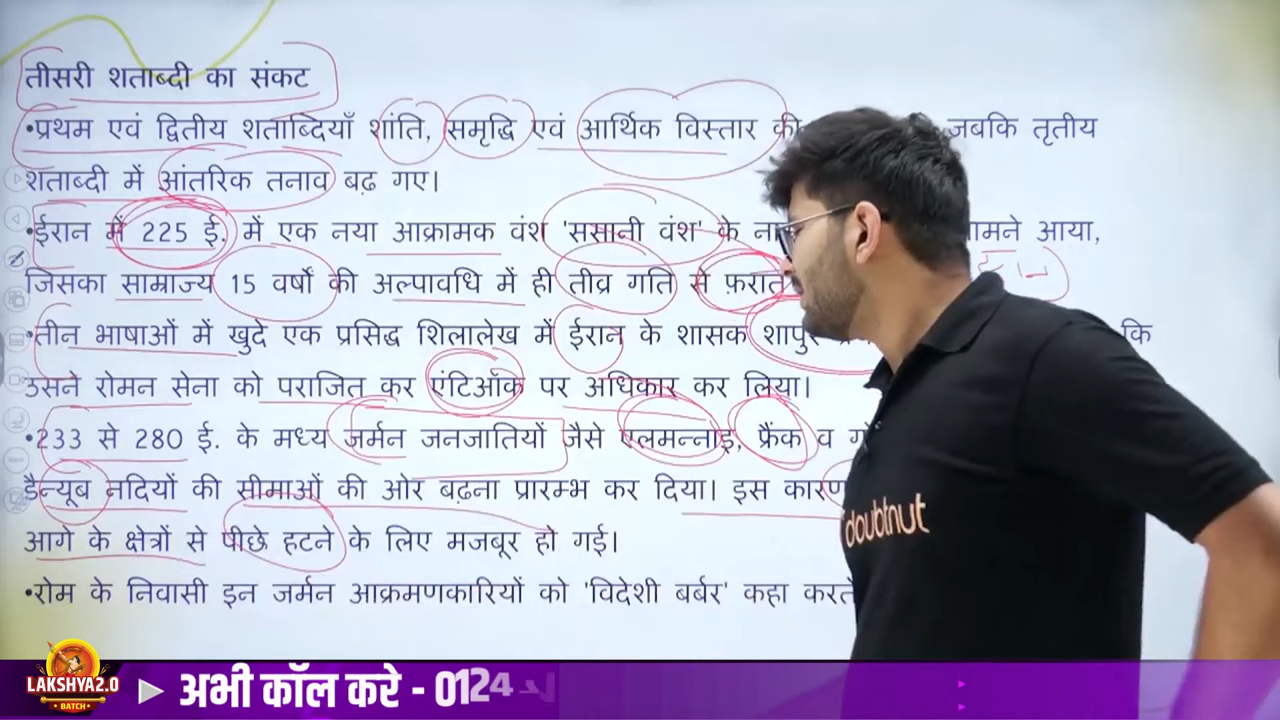 तीसरी शताब्दी का संकट
•प्रथम एवं द्वितीय शताब्दियाँ शांति, समृद्धि एवं आर्थिक विस्तार की जबकि तृतीय
शताब्दी में आंतरिक तनाव बढ़ गए।
•ईरान में 225 ई. में एक नया आक्रामक वंश 'ससानी वंश' के सामने आया,
जिसका साम्राज्य 15 वर्षों की अल्पावधि में ही तीव्र गति से फ़रात
•तीन भाषाओं में खुदे एक प्रसिद्ध शिलालेख में ईरान के शासक शापुर कि
उसने रोमन सेना को पराजित कर एंटिऑक पर अधिकार कर लिया।
•233 से 280 ई. के मध्य जर्मन जनजातियों जैसे एलमन्नाइ, फ्रैंक व
डैन्यूब नदियों की सीमाओं की ओर बढ़ना प्रारम्भ कर दिया। इस कारण
आगे के क्षेत्रों से पीछे हटने के लिए मजबूर हो गई।
•रोम के निवासी इन जर्मन आक्रमणकारियों को 'विदेशी बर्बर' कहा करते
doubtnut
LAKSHYA2.0
BATCH
अभी कॉल करे - 0124